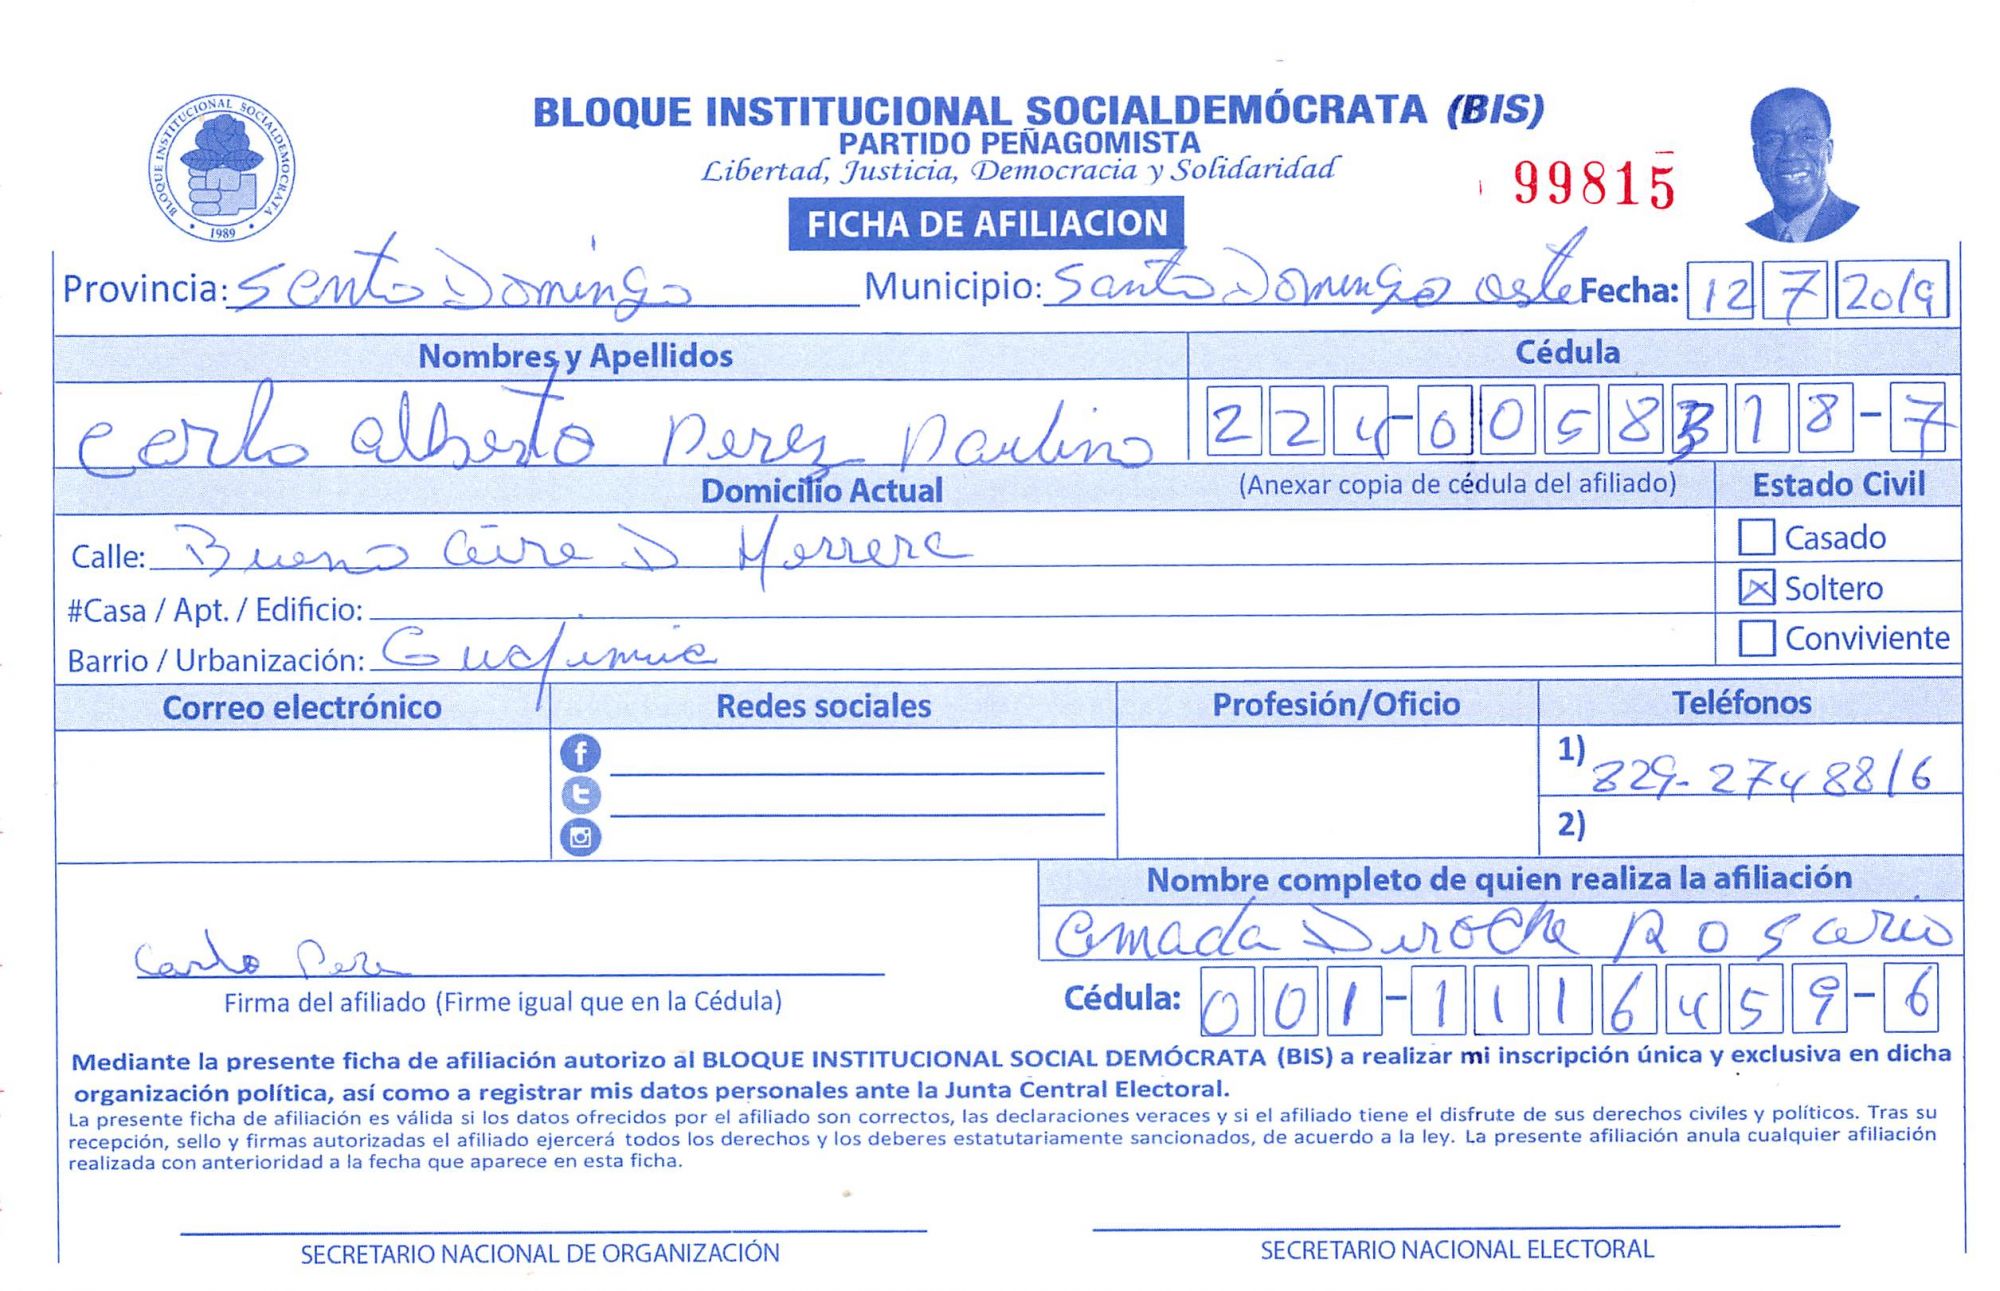 BLOQUE INSTITUCIONAL SOCIALDEMÓCRATA (BIS)
PARTIDO PEÑAGOMISTA
Libertad, Justicia, Democracia y Solidaridad
99815
BLOQUE INSTITUCIONAL SOCIALDEMOCRATA
1989
FICHA DE AFILIACION
Provincia: Santo Domingo Municipio: Santo Domingo oeste Fecha: 12 7 2019
Nombres y Apellidos Cédula
Carlo Alberto Perez Paulino 224-0058318-7
Domicilio Actual (Anexar copia de cédula del afiliado) Estado Civil
Calle: Bueno Aire D Herrera Casado
#Casa / Apt. / Edificio: Soltero
Barrio / Urbanización: Guajimia Conviviente
Correo electrónico Redes sociales Profesión/Oficio Teléfonos
1) 829-2748816
2)
Nombre completo de quien realiza la afiliación
Amada Duroche Rosario
Carlo Pere
Firma del afiliado (Firme igual que en la Cédula) Cédula: 001-1116459-6
Mediante la presente ficha de afiliación autorizo al BLOQUE INSTITUCIONAL SOCIAL DEMÓCRATA (BIS) a realizar mi inscripción única y exclusiva en dicha
organización política, así como a registrar mis datos personales ante la Junta Central Electoral.
La presente ficha de afiliación es válida si los datos ofrecidos por el afiliado son correctos, las declaraciones veraces y si el afiliado tiene el disfrute de sus derechos civiles y políticos. Tras su
recepción, sello y firmas autorizadas el afiliado ejercerá todos los derechos y los deberes estatutariamente sancionados, de acuerdo a la ley. La presente afiliación anula cualquier afiliación
realizada con anterioridad a la fecha que aparece en esta ficha.
SECRETARIO NACIONAL DE ORGANIZACIÓN SECRETARIO NACIONAL ELECTORAL